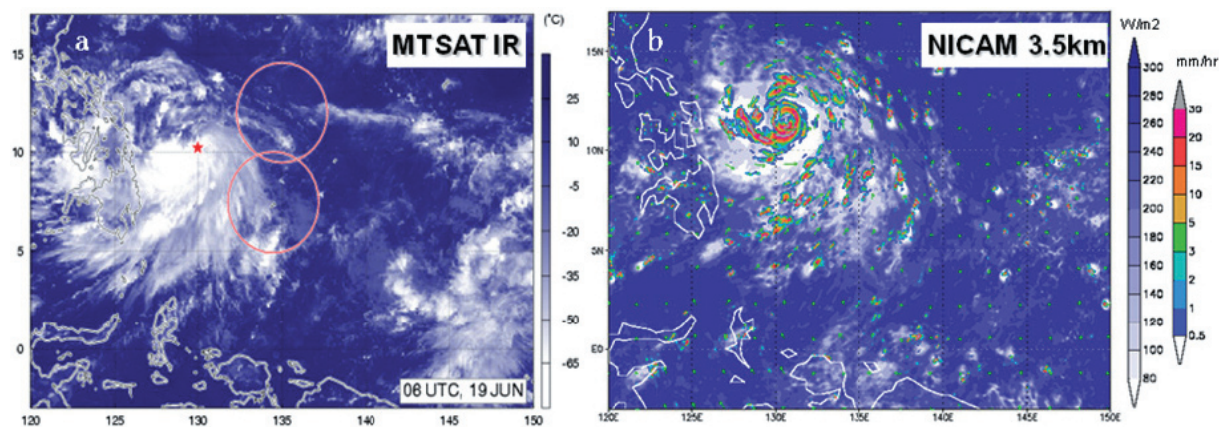 (°C)
a
MTSAT IR
15
10
5
0
25
10
-5
-20
-35
-50
-65
06 UTC, 19 JUN
120
125
130
135
140
145
150
b
NICAM 3.5km
15N
10N
5N
EQ
120E
125E
130E
135E
140E
145E
150E
W/m2
300
280
260
240
220
200
180
160
140
120
100
80
mm/hr
39
20
15
10
5
3
2
1
0.5